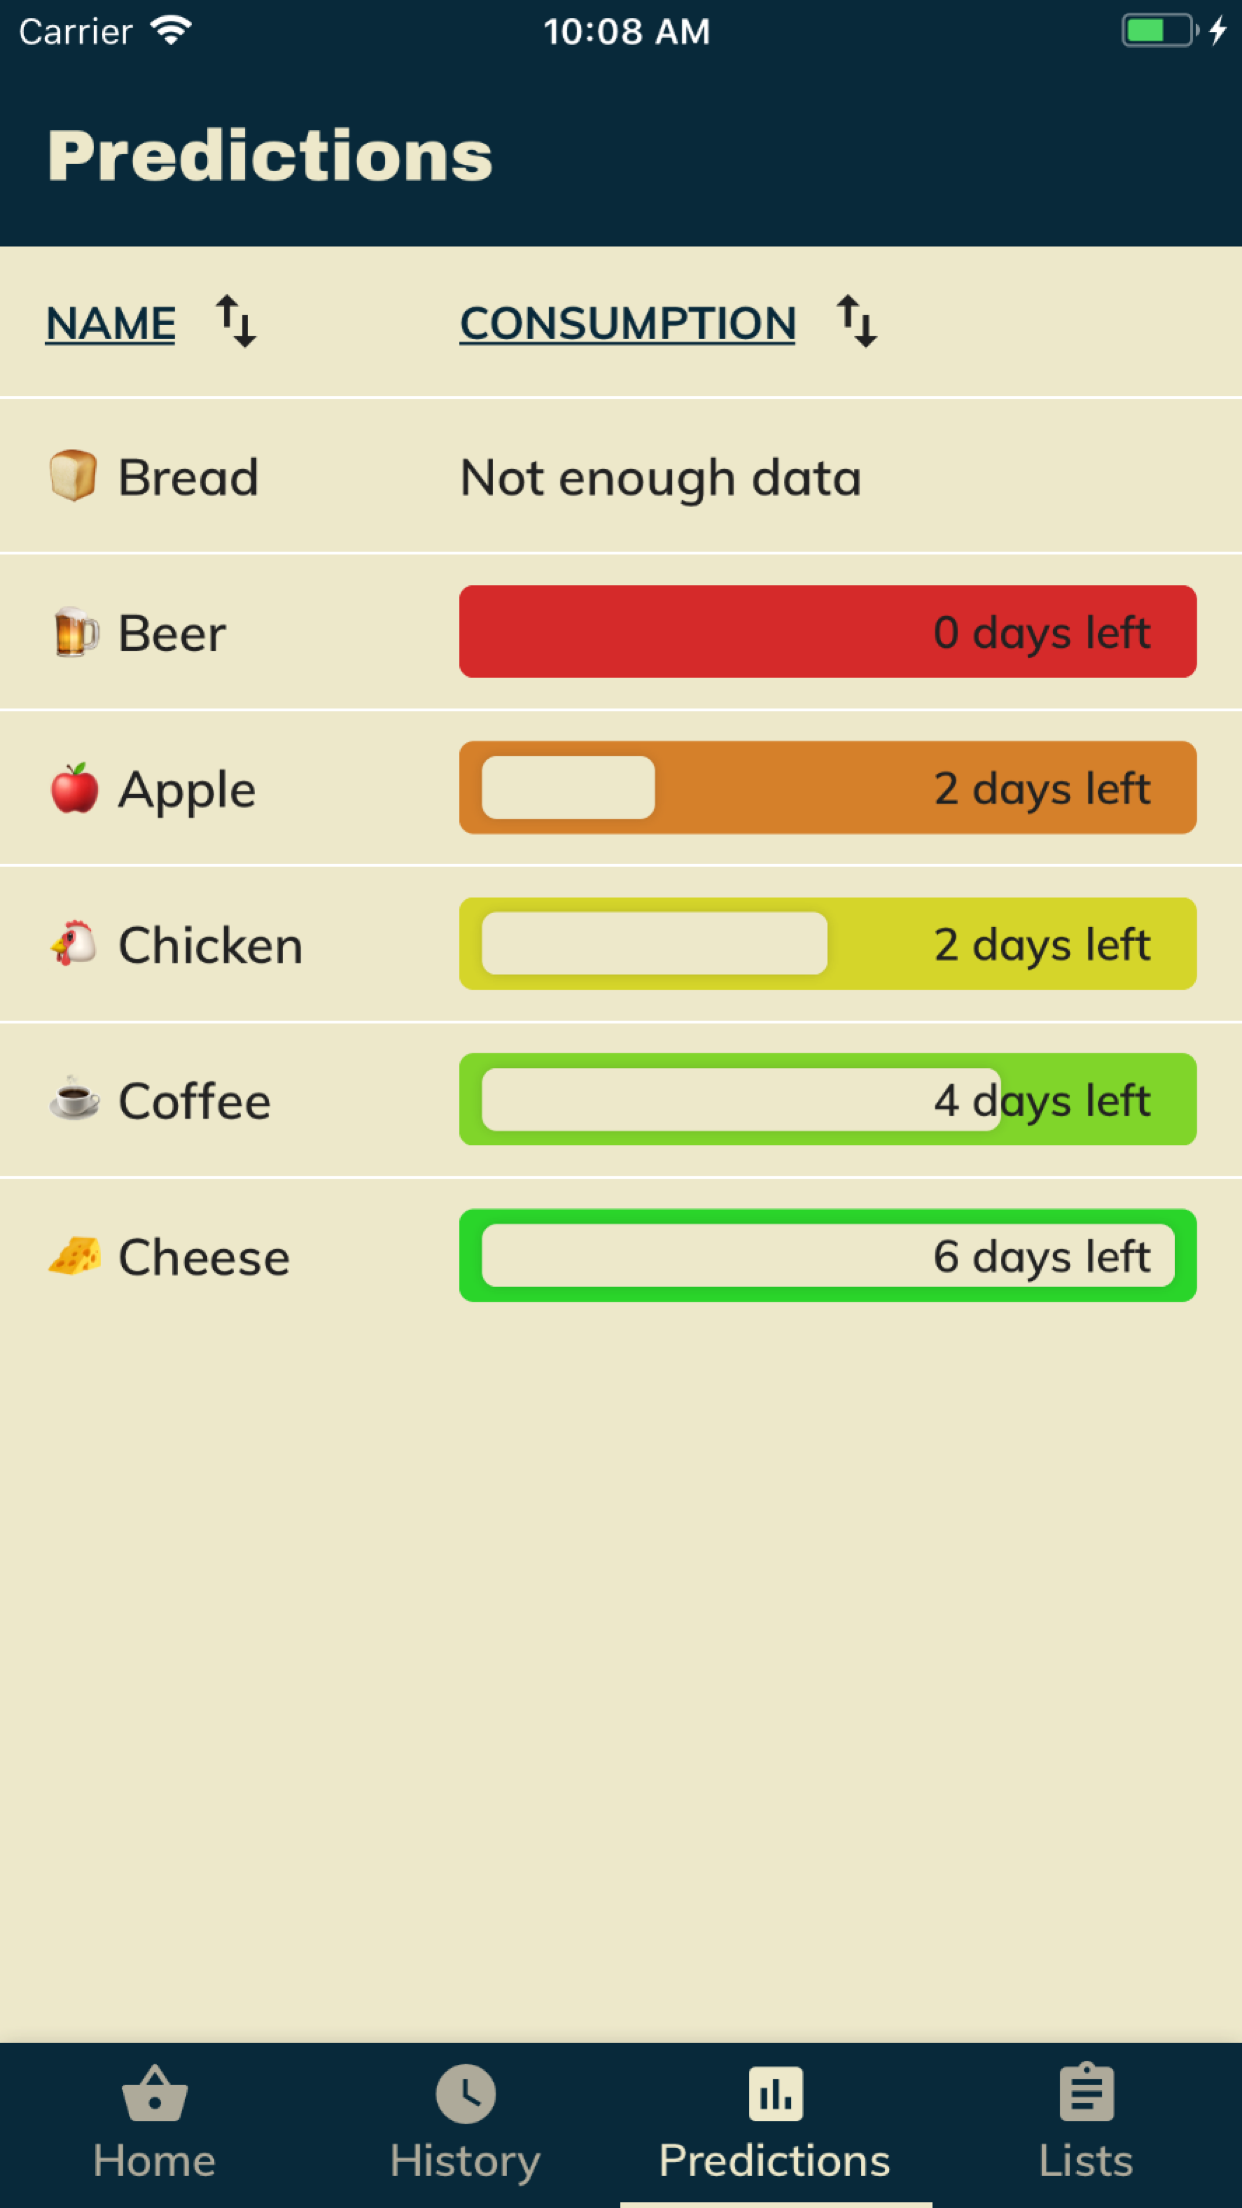 Carrier 10:08 AM
Predictions
NAME CONSUMPTION
Bread Not enough data
Beer 0 days left
Apple 2 days left
Chicken 2 days left
Coffee 4 days left
Cheese 6 days left
Home History Predictions Lists